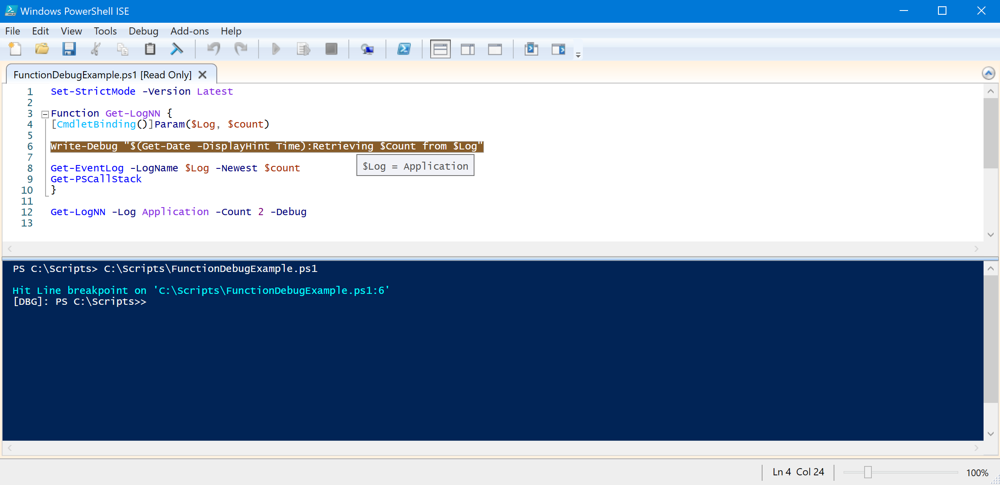 Windows PowerShell ISE
File Edit View Tools Debug Add-ons Help
FunctionDebugExample.ps1 [Read Only]
1 Set-StrictMode -Version Latest
2
3 Function Get-LogNN {
4 [CmdletBinding()]Param($Log, $count)
5
6 Write-Debug "$(Get-Date -DisplayHint Time):Retrieving $Count from $Log"
7
$Log = Application
8 Get-EventLog -LogName $Log -Newest $count
9 Get-PSCallStack
10 }
11
12 Get-LogNN -Log Application -Count 2 -Debug
13
PS C:\Scripts> C:\Scripts\FunctionDebugExample.ps1
Hit Line breakpoint on 'C:\Scripts\FunctionDebugExample.ps1:6'
[DBG]: PS C:\Scripts>>
Ln 4 Col 24
100%